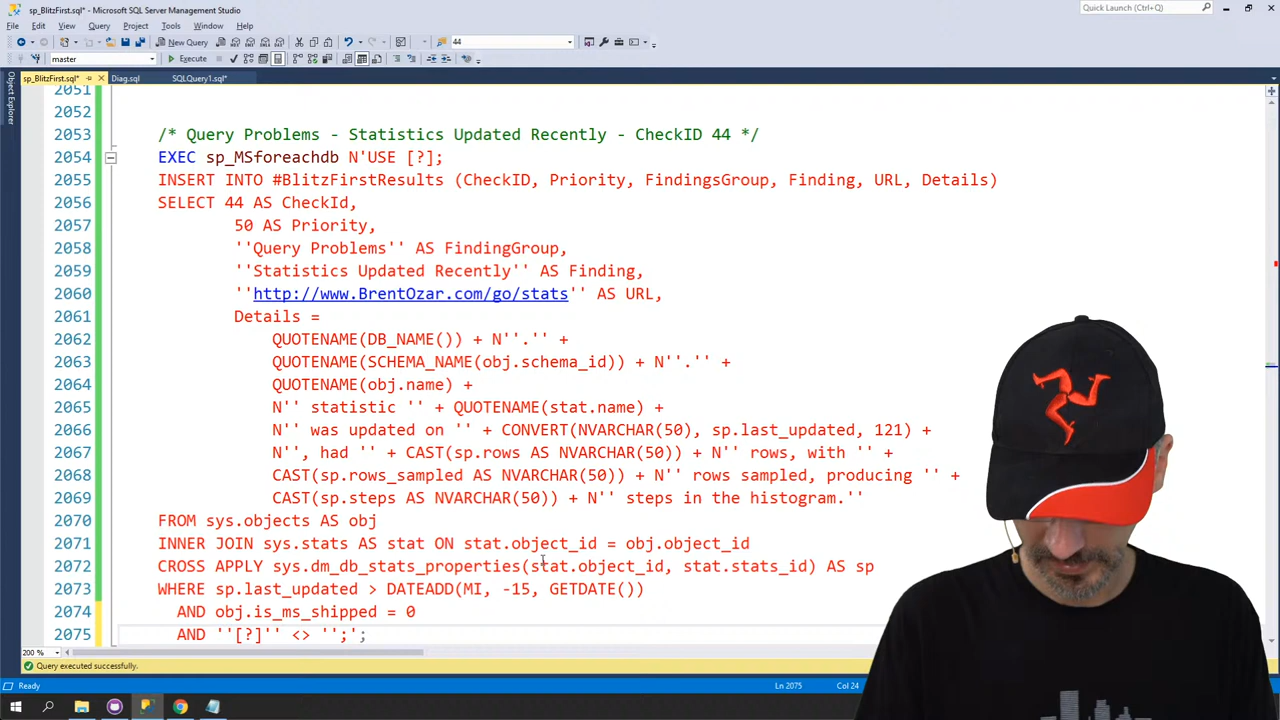 sp_BlitzFirst.sql* - Microsoft SQL Server Management Studio
Quick Launch (Ctrl+Q)
File Edit View Query Project Tools Window Help
New Query 44
master Execute
sp_BlitzFirst.sql* Diag.sql SQLQuery1.sql*
Object Explorer
2051
2052
2053 /* Query Problems - Statistics Updated Recently - CheckID 44 */
2054 EXEC sp_MSforeachdb N'USE [?];
2055 INSERT INTO #BlitzFirstResults (CheckID, Priority, FindingsGroup, Finding, URL, Details)
2056 SELECT 44 AS CheckId,
2057 50 AS Priority,
2058 ''Query Problems'' AS FindingGroup,
2059 ''Statistics Updated Recently'' AS Finding,
2060 ''http://www.BrentOzar.com/go/stats'' AS URL,
2061 Details =
2062 QUOTENAME(DB_NAME()) + N''.'' +
2063 QUOTENAME(SCHEMA_NAME(obj.schema_id)) + N''.'' +
2064 QUOTENAME(obj.name) +
2065 N'' statistic '' + QUOTENAME(stat.name) +
2066 N'' was updated on '' + CONVERT(NVARCHAR(50), sp.last_updated, 121) +
2067 N'', had '' + CAST(sp.rows AS NVARCHAR(50)) + N'' rows, with '' +
2068 CAST(sp.rows_sampled AS NVARCHAR(50)) + N'' rows sampled, producing '' +
2069 CAST(sp.steps AS NVARCHAR(50)) + N'' steps in the histogram.''
2070 FROM sys.objects AS obj
2071 INNER JOIN sys.stats AS stat ON stat.object_id = obj.object_id
2072 CROSS APPLY sys.dm_db_stats_properties(stat.object_id, stat.stats_id) AS sp
2073 WHERE sp.last_updated > DATEADD(MI, -15, GETDATE())
2074 AND obj.is_ms_shipped = 0
2075 AND ''[?]'' <> '';';
200 %
Query executed successfully.
Ready Ln 2075 Col 24